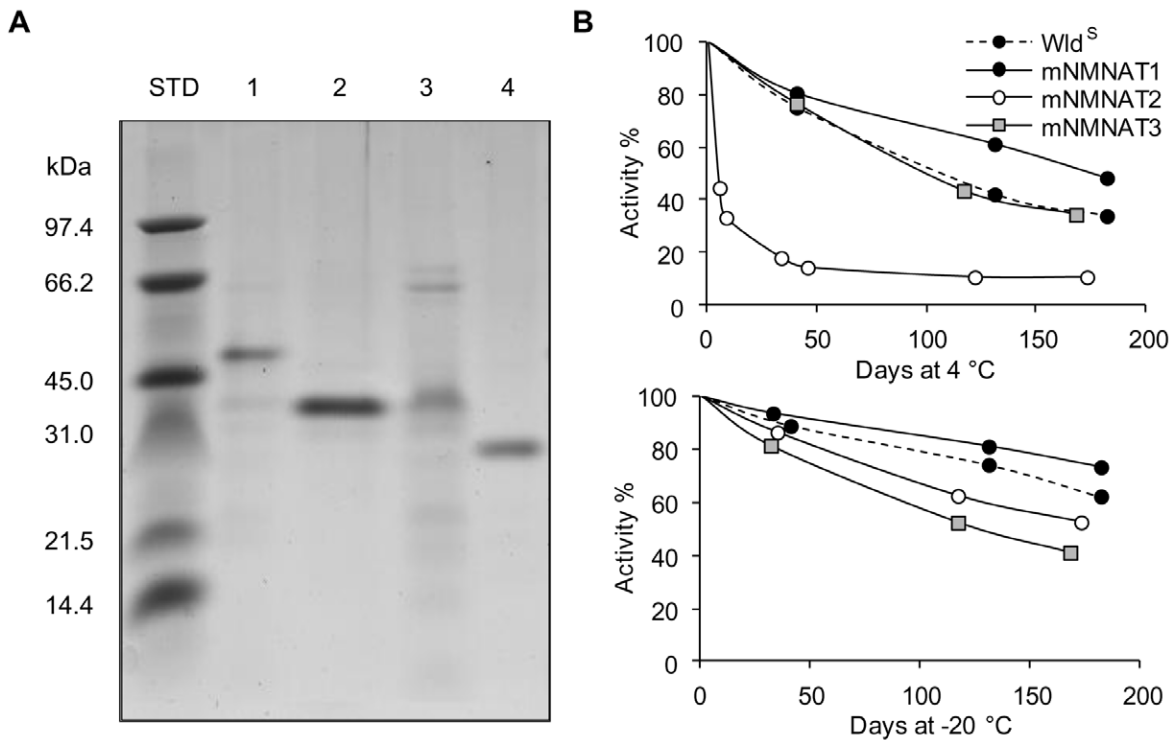 A
STD 1 2 3 4
kDa
97.4
66.2
45.0
31.0
21.5
14.4
B
Wld S
mNMNAT1
mNMNAT2
mNMNAT3
100
80
60
40
20
0
Activity %
0 50 100 150 200
Days at 4 °C
100
80
60
40
20
0
Activity %
0 50 100 150 200
Days at -20 °C